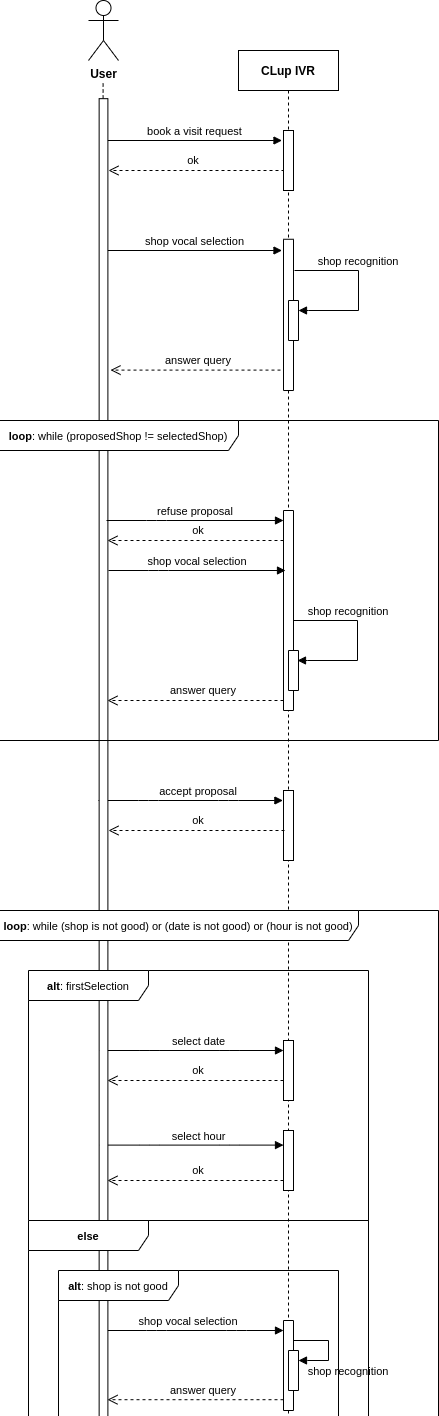 User
CLup IVR
book a visit request
ok
shop vocal selection
shop recognition
answer query
loop: while (proposedShop != selectedShop)
refuse proposal
ok
shop vocal selection
shop recognition
answer query
accept proposal
ok
loop: while (shop is not good) or (date is not good) or (hour is not good)
alt: firstSelection
select date
ok
select hour
ok
else
alt: shop is not good
shop vocal selection
shop recognition
answer query